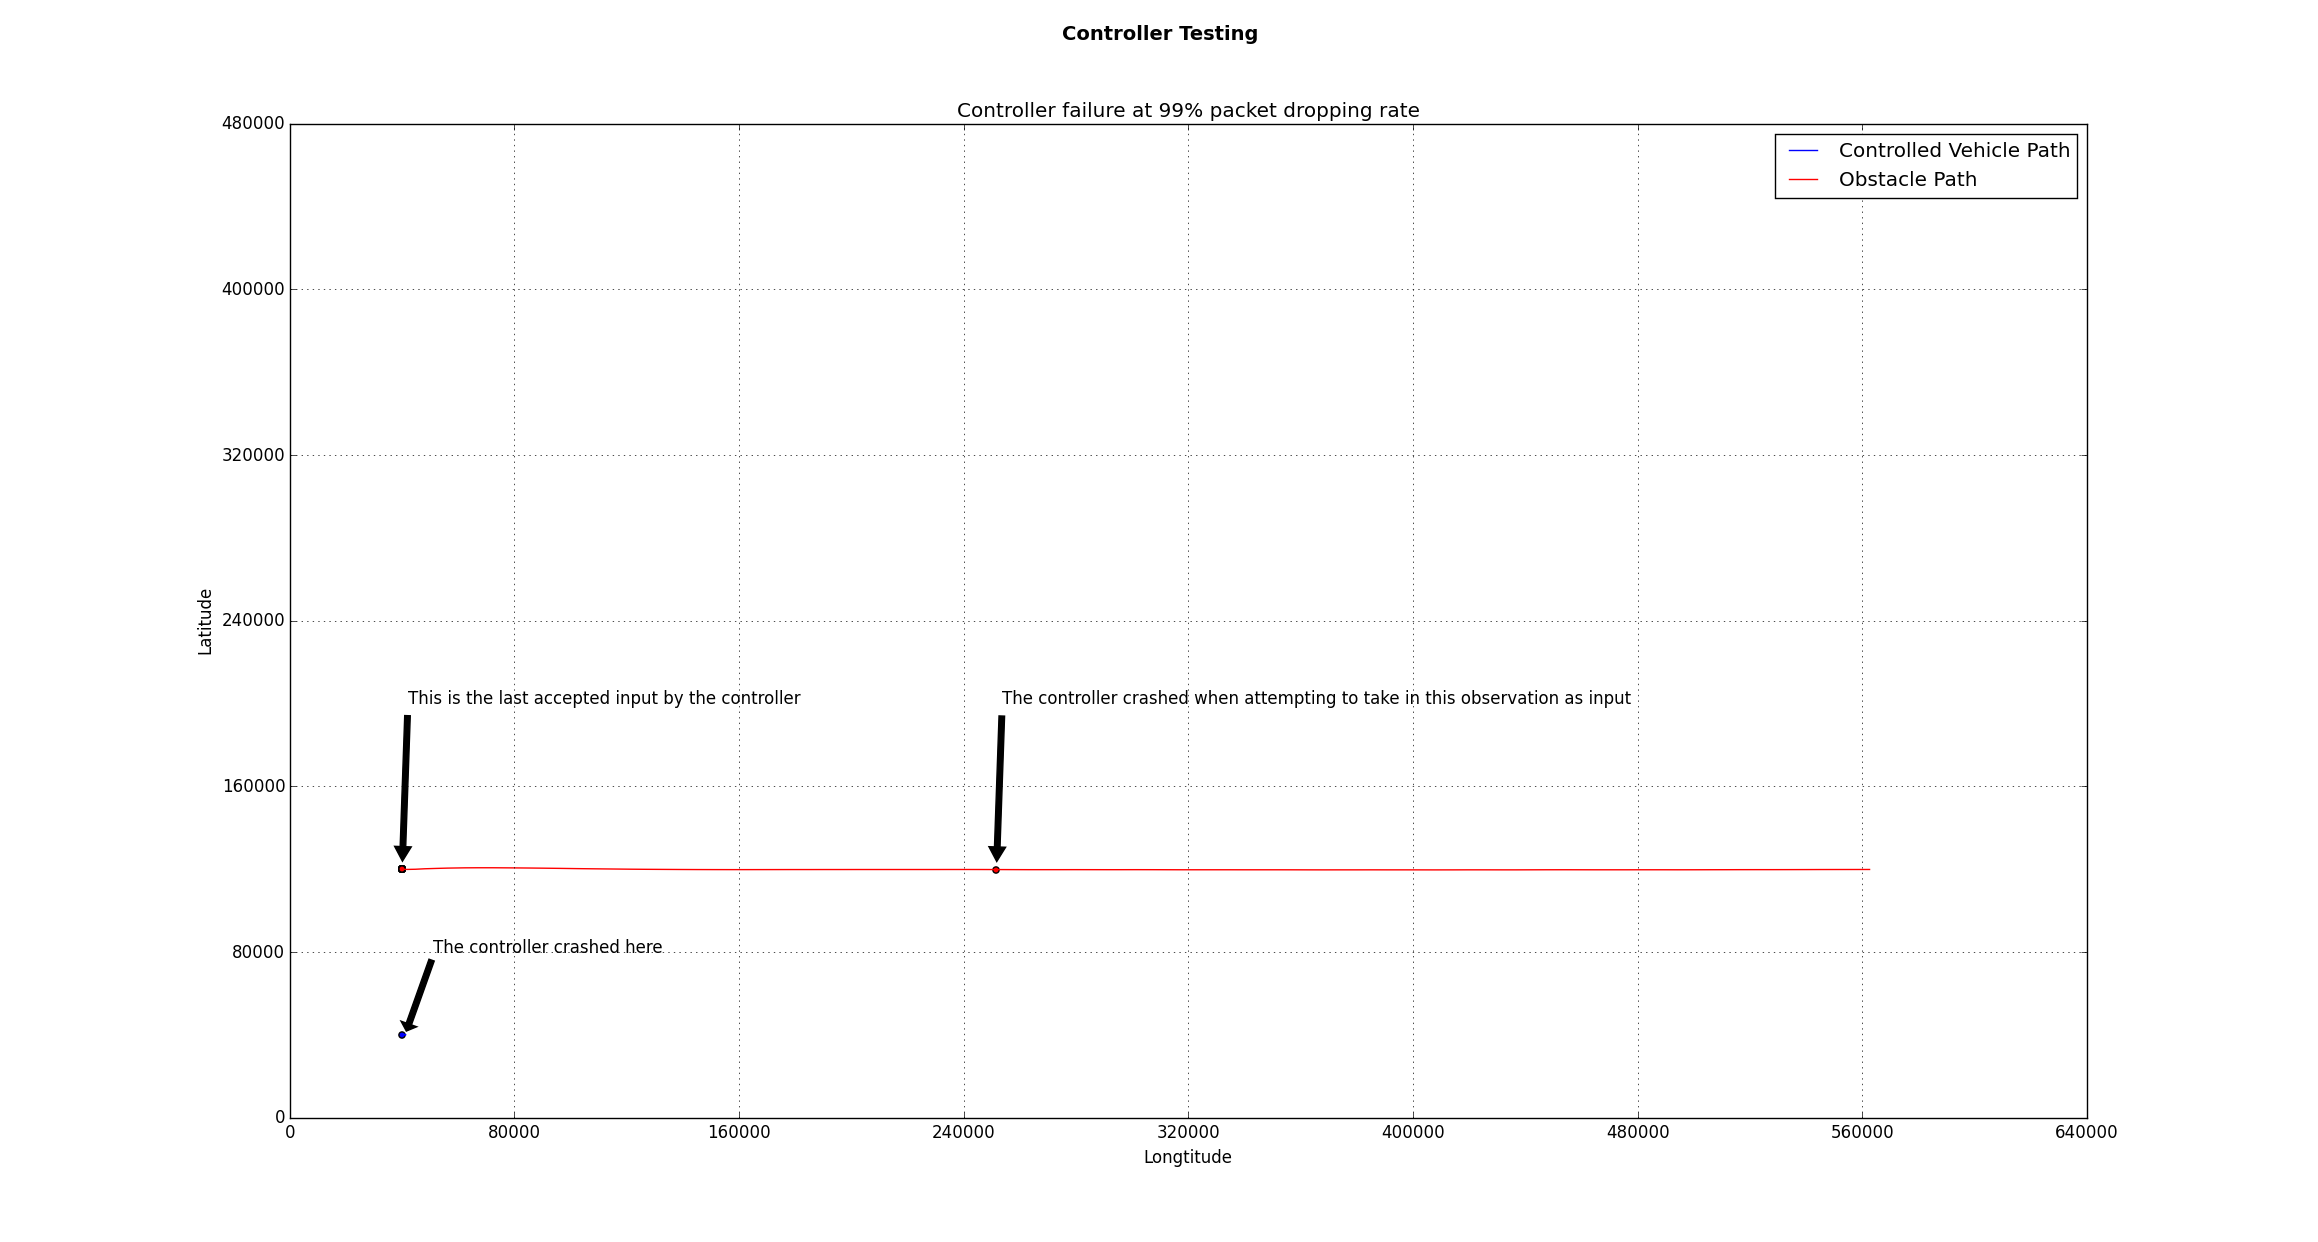 Controller Testing
Controller failure at 99% packet dropping rate
480000
Controlled Vehicle Path
Obstacle Path
400000
320000
240000
Latitude
This is the last accepted input by the controller
The controller crashed when attempting to take in this observation as input
160000
80000
The controller crashed here
0
0 80000 160000 240000 320000 400000 480000 560000 640000
Longtitude